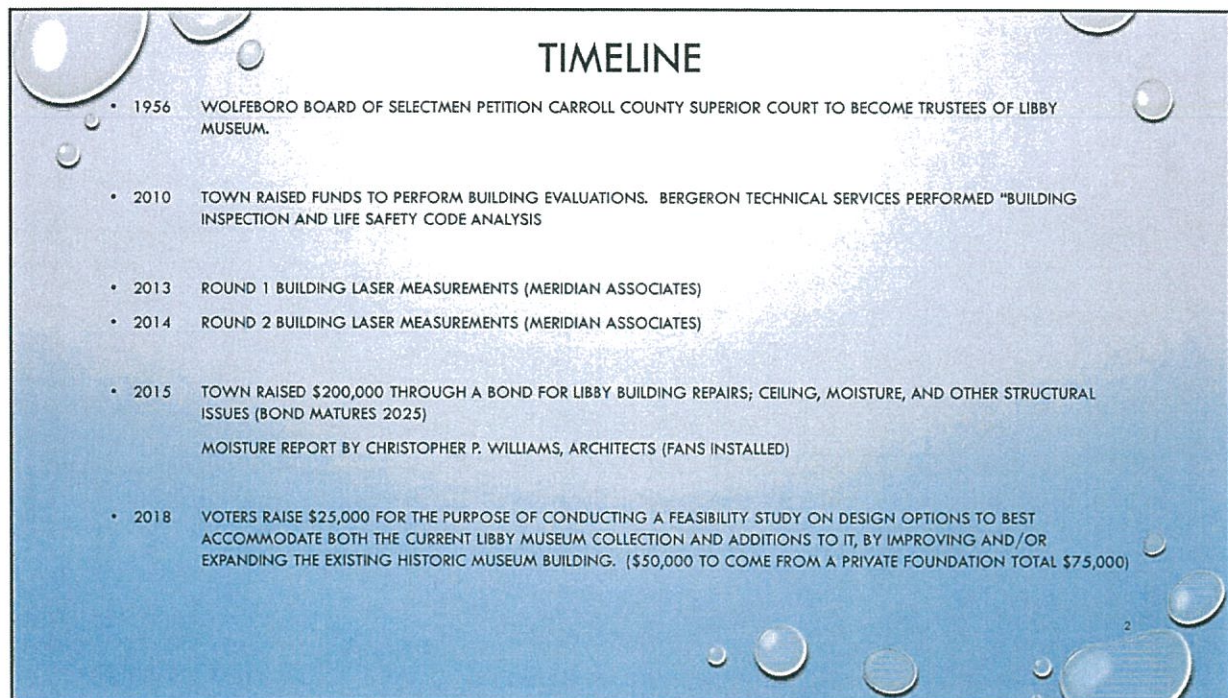 TIMELINE
• 1956 WOLFEBORO BOARD OF SELECTMEN PETITION CARROLL COUNTY SUPERIOR COURT TO BECOME TRUSTEES OF LIBBY
MUSEUM.
• 2010 TOWN RAISED FUNDS TO PERFORM BUILDING EVALUATIONS. BERGERON TECHNICAL SERVICES PERFORMED "BUILDING
INSPECTION AND LIFE SAFETY CODE ANALYSIS
• 2013 ROUND 1 BUILDING LASER MEASUREMENTS (MERIDIAN ASSOCIATES)
• 2014 ROUND 2 BUILDING LASER MEASUREMENTS (MERIDIAN ASSOCIATES)
• 2015 TOWN RAISED $200,000 THROUGH A BOND FOR LIBBY BUILDING REPAIRS; CEILING, MOISTURE, AND OTHER STRUCTURAL
ISSUES (BOND MATURES 2025)
MOISTURE REPORT BY CHRISTOPHER P. WILLIAMS, ARCHITECTS (FANS INSTALLED)
• 2018 VOTERS RAISE $25,000 FOR THE PURPOSE OF CONDUCTING A FEASIBILITY STUDY ON DESIGN OPTIONS TO BEST
ACCOMMODATE BOTH THE CURRENT LIBBY MUSEUM COLLECTION AND ADDITIONS TO IT, BY IMPROVING AND/OR
EXPANDING THE EXISTING HISTORIC MUSEUM BUILDING. ($50,000 TO COME FROM A PRIVATE FOUNDATION TOTAL $75,000)
2